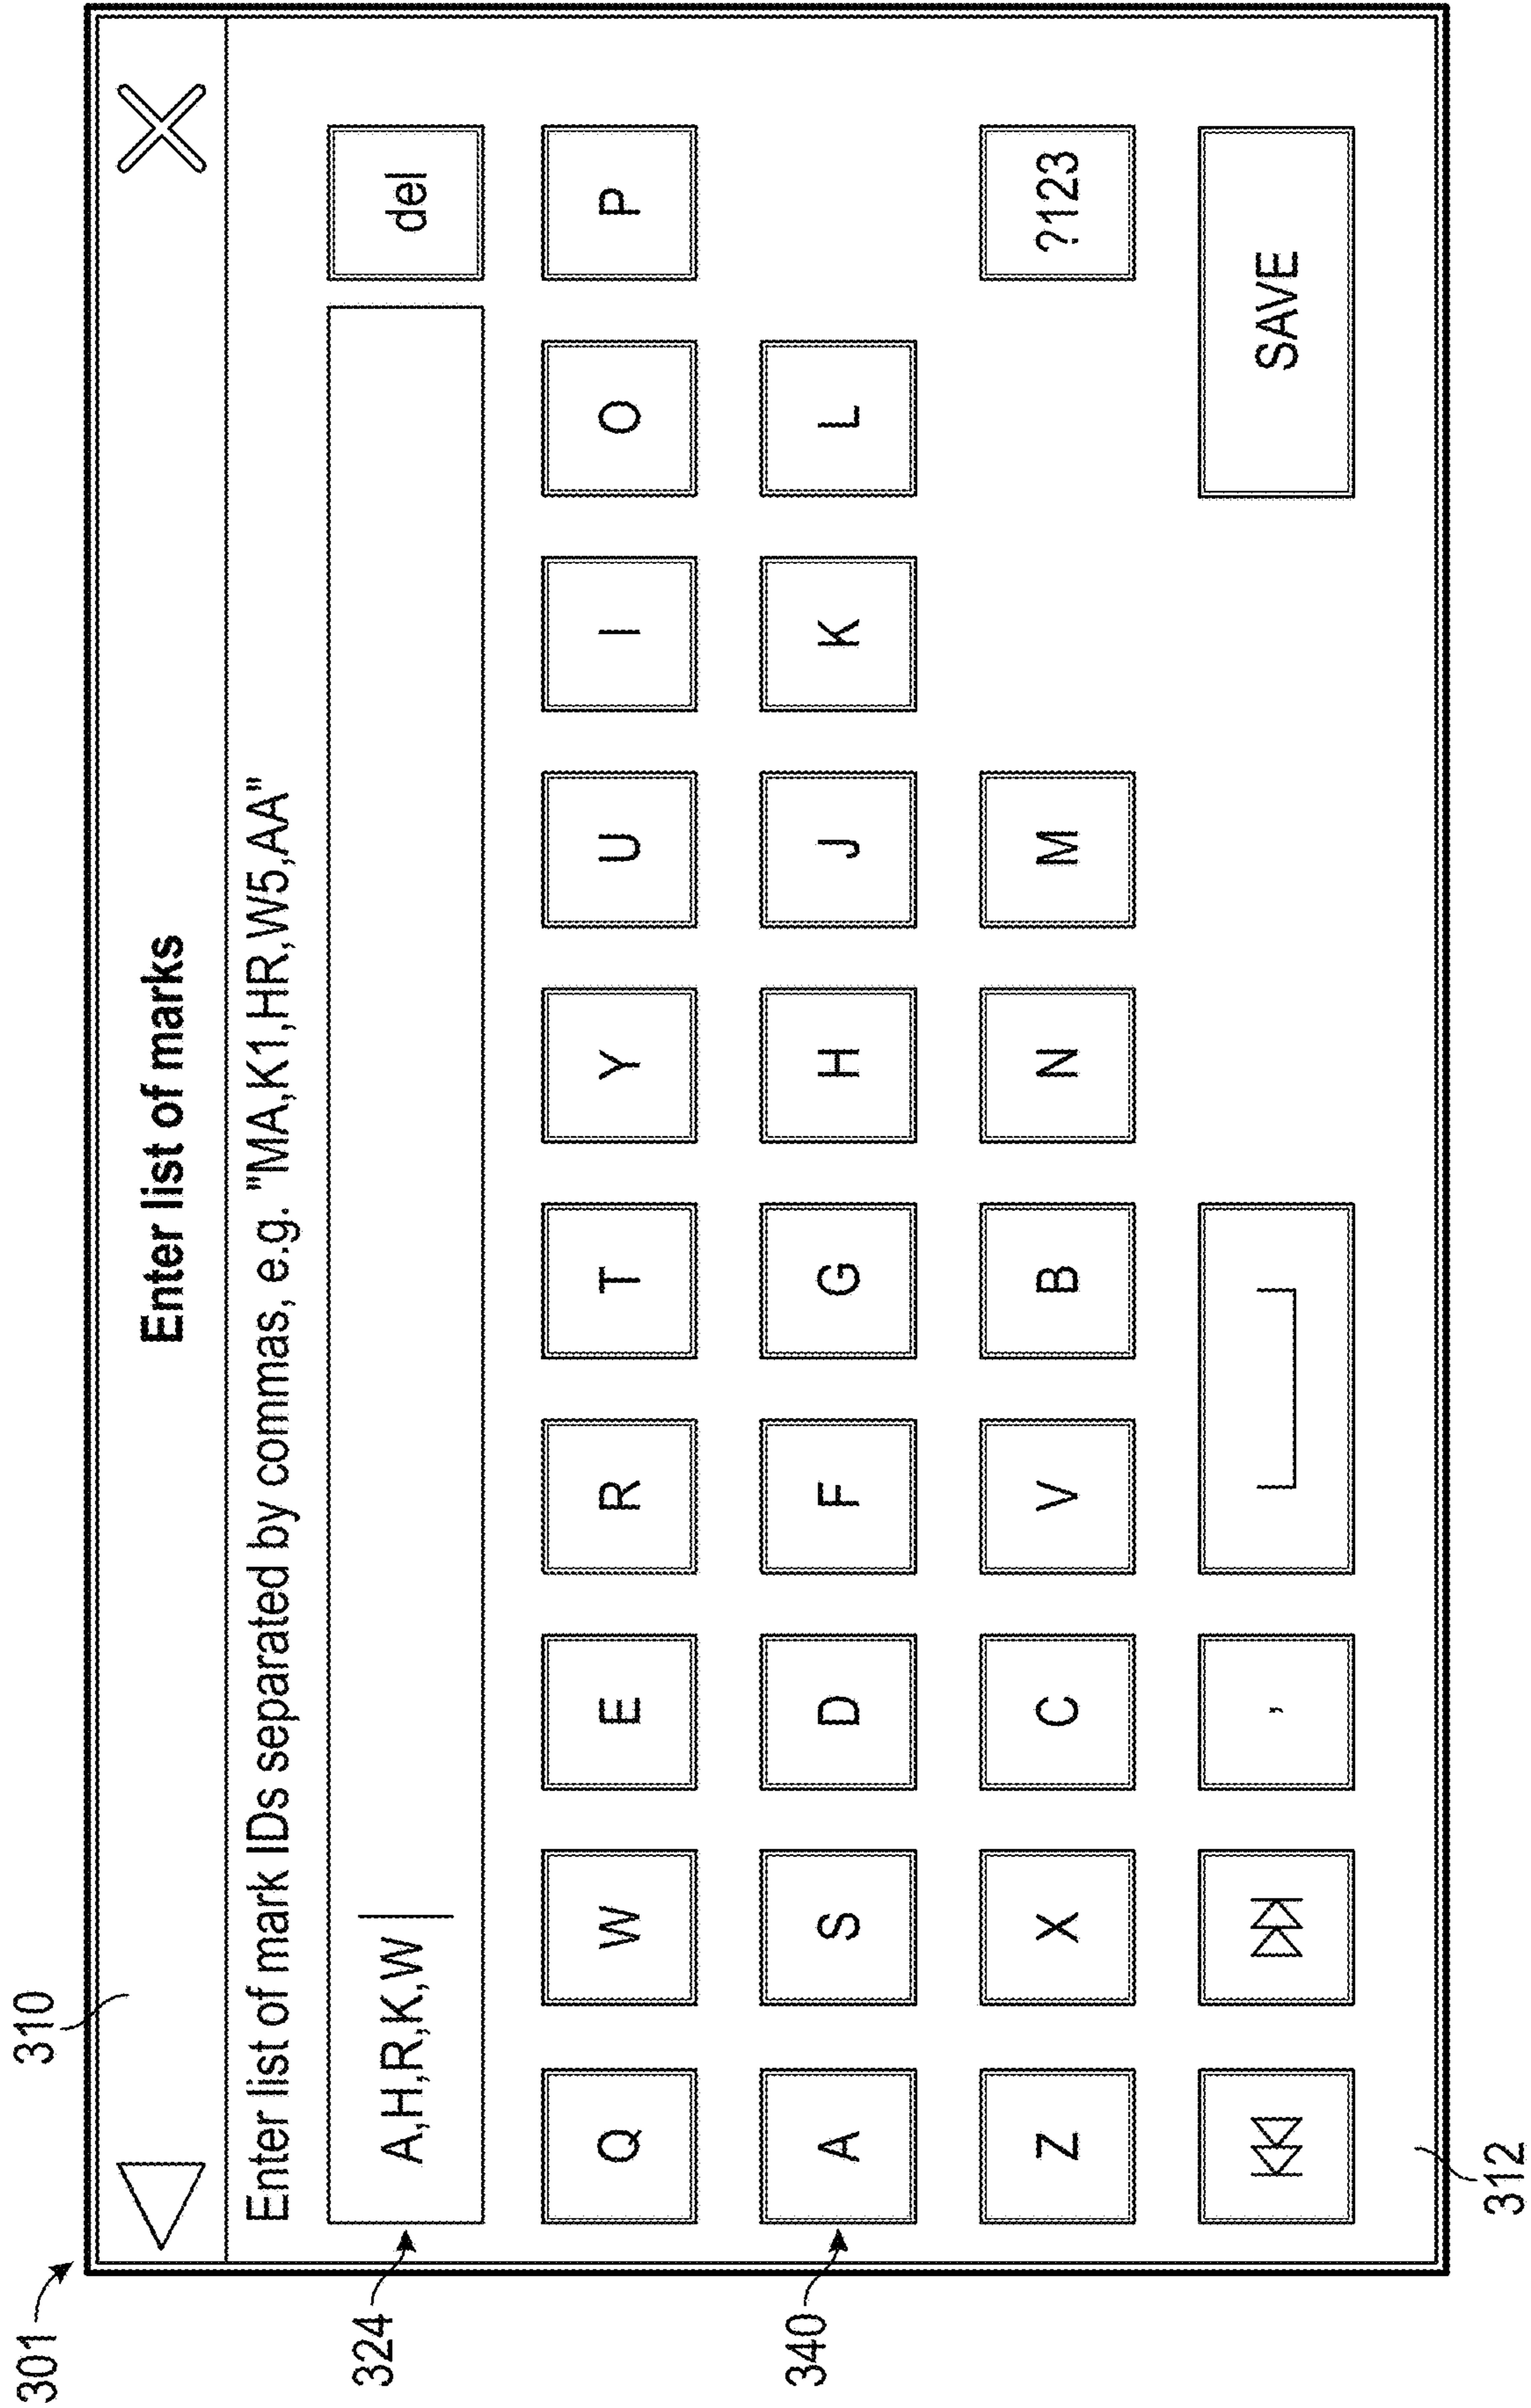 301
310
Enter list of marks
Enter list of mark IDs separated by commas, e.g. "MA,K1,HR,W5,AA"
324
A,H,R,K,W
del
Q W E R T Y U I O P
340
A S D F G H J K L
Z X C V B N M ?123
, SAVE
312